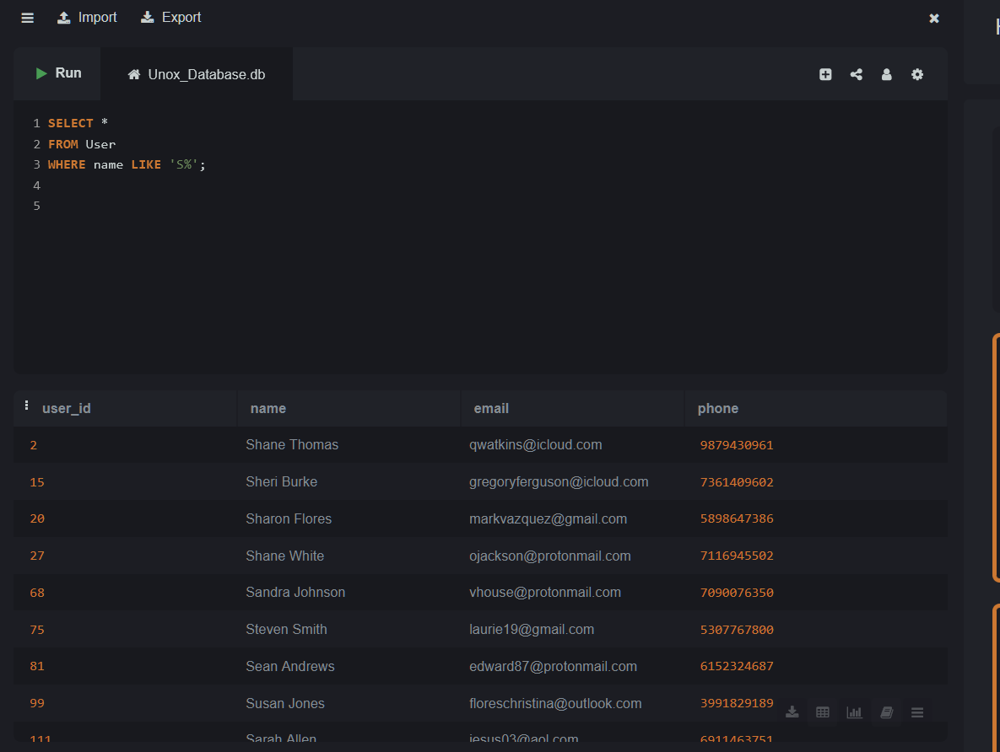 Import Export
Run Unox_Database.db
1 SELECT *
2 FROM User
3 WHERE name LIKE 'S%';
4
5
user_id name email phone
2 Shane Thomas qwatkins@icloud.com 9879430961
15 Sheri Burke gregoryferguson@icloud.com 7361409602
20 Sharon Flores markvazquez@gmail.com 5898647386
27 Shane White ojackson@protonmail.com 7116945502
68 Sandra Johnson vhouse@protonmail.com 7090076350
75 Steven Smith laurie19@gmail.com 5307767800
81 Sean Andrews edward87@protonmail.com 6152324687
99 Susan Jones floreschristina@outlook.com 3991829189
111 Sarah Allen jesus03@aol.com 6911463751